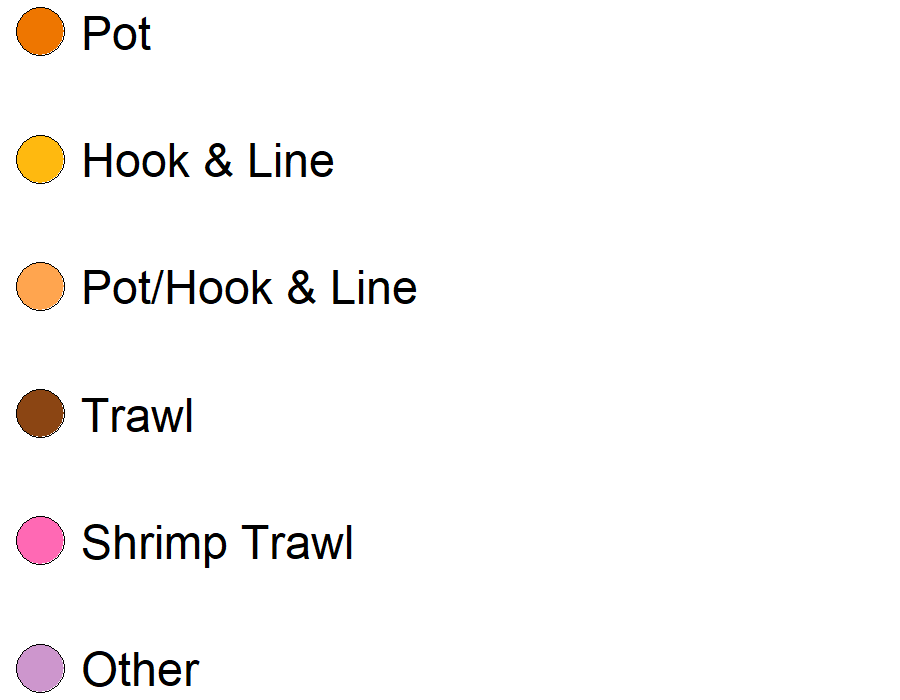 Pot
Hook & Line
Pot/Hook & Line
Trawl
Shrimp Trawl
Other